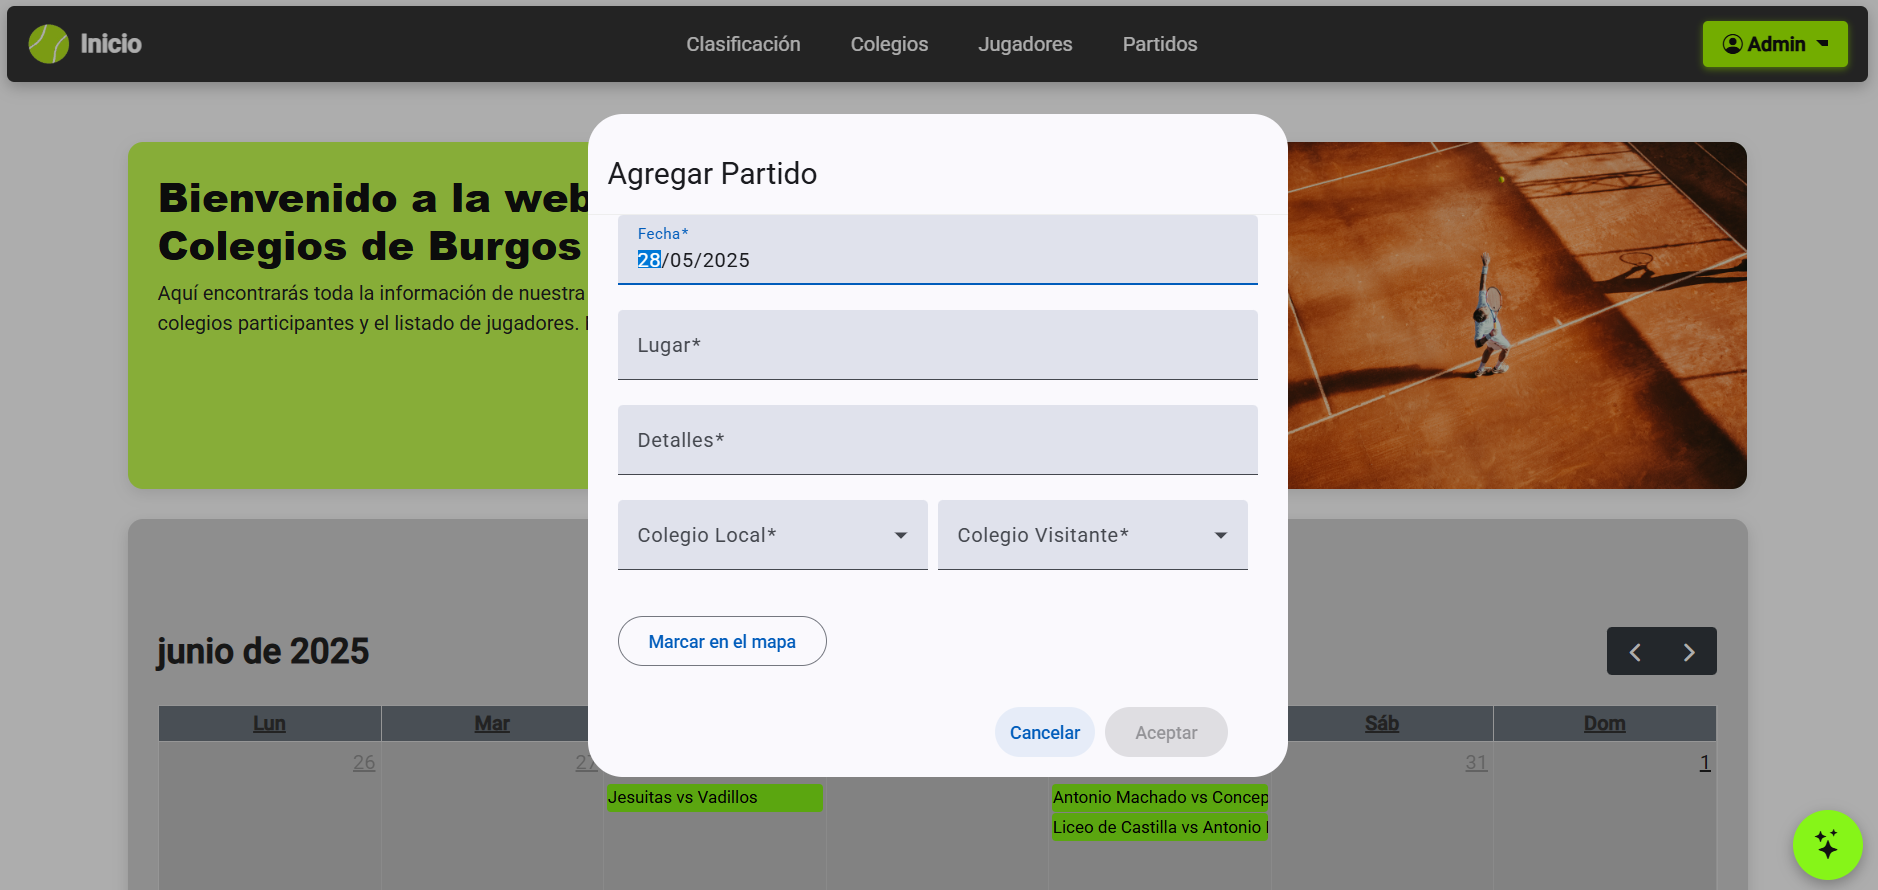 Inicio
Clasificación
Colegios
Jugadores
Partidos
Admin
Bienvenido a la web
Colegios de Burgos
Aquí encontrarás toda la información de nuestra
colegios participantes y el listado de jugadores.
Agregar Partido
Fecha*
28/05/2025
Lugar*
Detalles*
Colegio Local*
Colegio Visitante*
Marcar en el mapa
Cancelar
Aceptar
junio de 2025
Lun
Mar
Sáb
Dom
26
27
31
1
Jesuitas vs Vadillos
Antonio Machado vs Concep
Liceo de Castilla vs Antonio